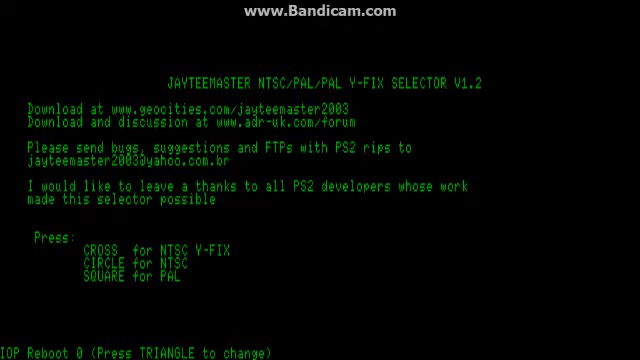 www.Bandicam.com
JAYTEEMASTER NTSC/PAL/PAL Y-FIX SELECTOR V1.2
Download at www.geocities.com/jayteemaster2003
Download and discussion at www.adr-uk.com/forum
Please send bugs, suggestions and FTPs with PS2 rips to
jayteemaster2003@yahoo.com.br
I would like to leave a thanks to all PS2 developers whose work
made this selector possible
Press:
CROSS  for NTSC Y-FIX
CIRCLE for NTSC
SQUARE for PAL
IOP Reboot 0 (Press TRIANGLE to change)